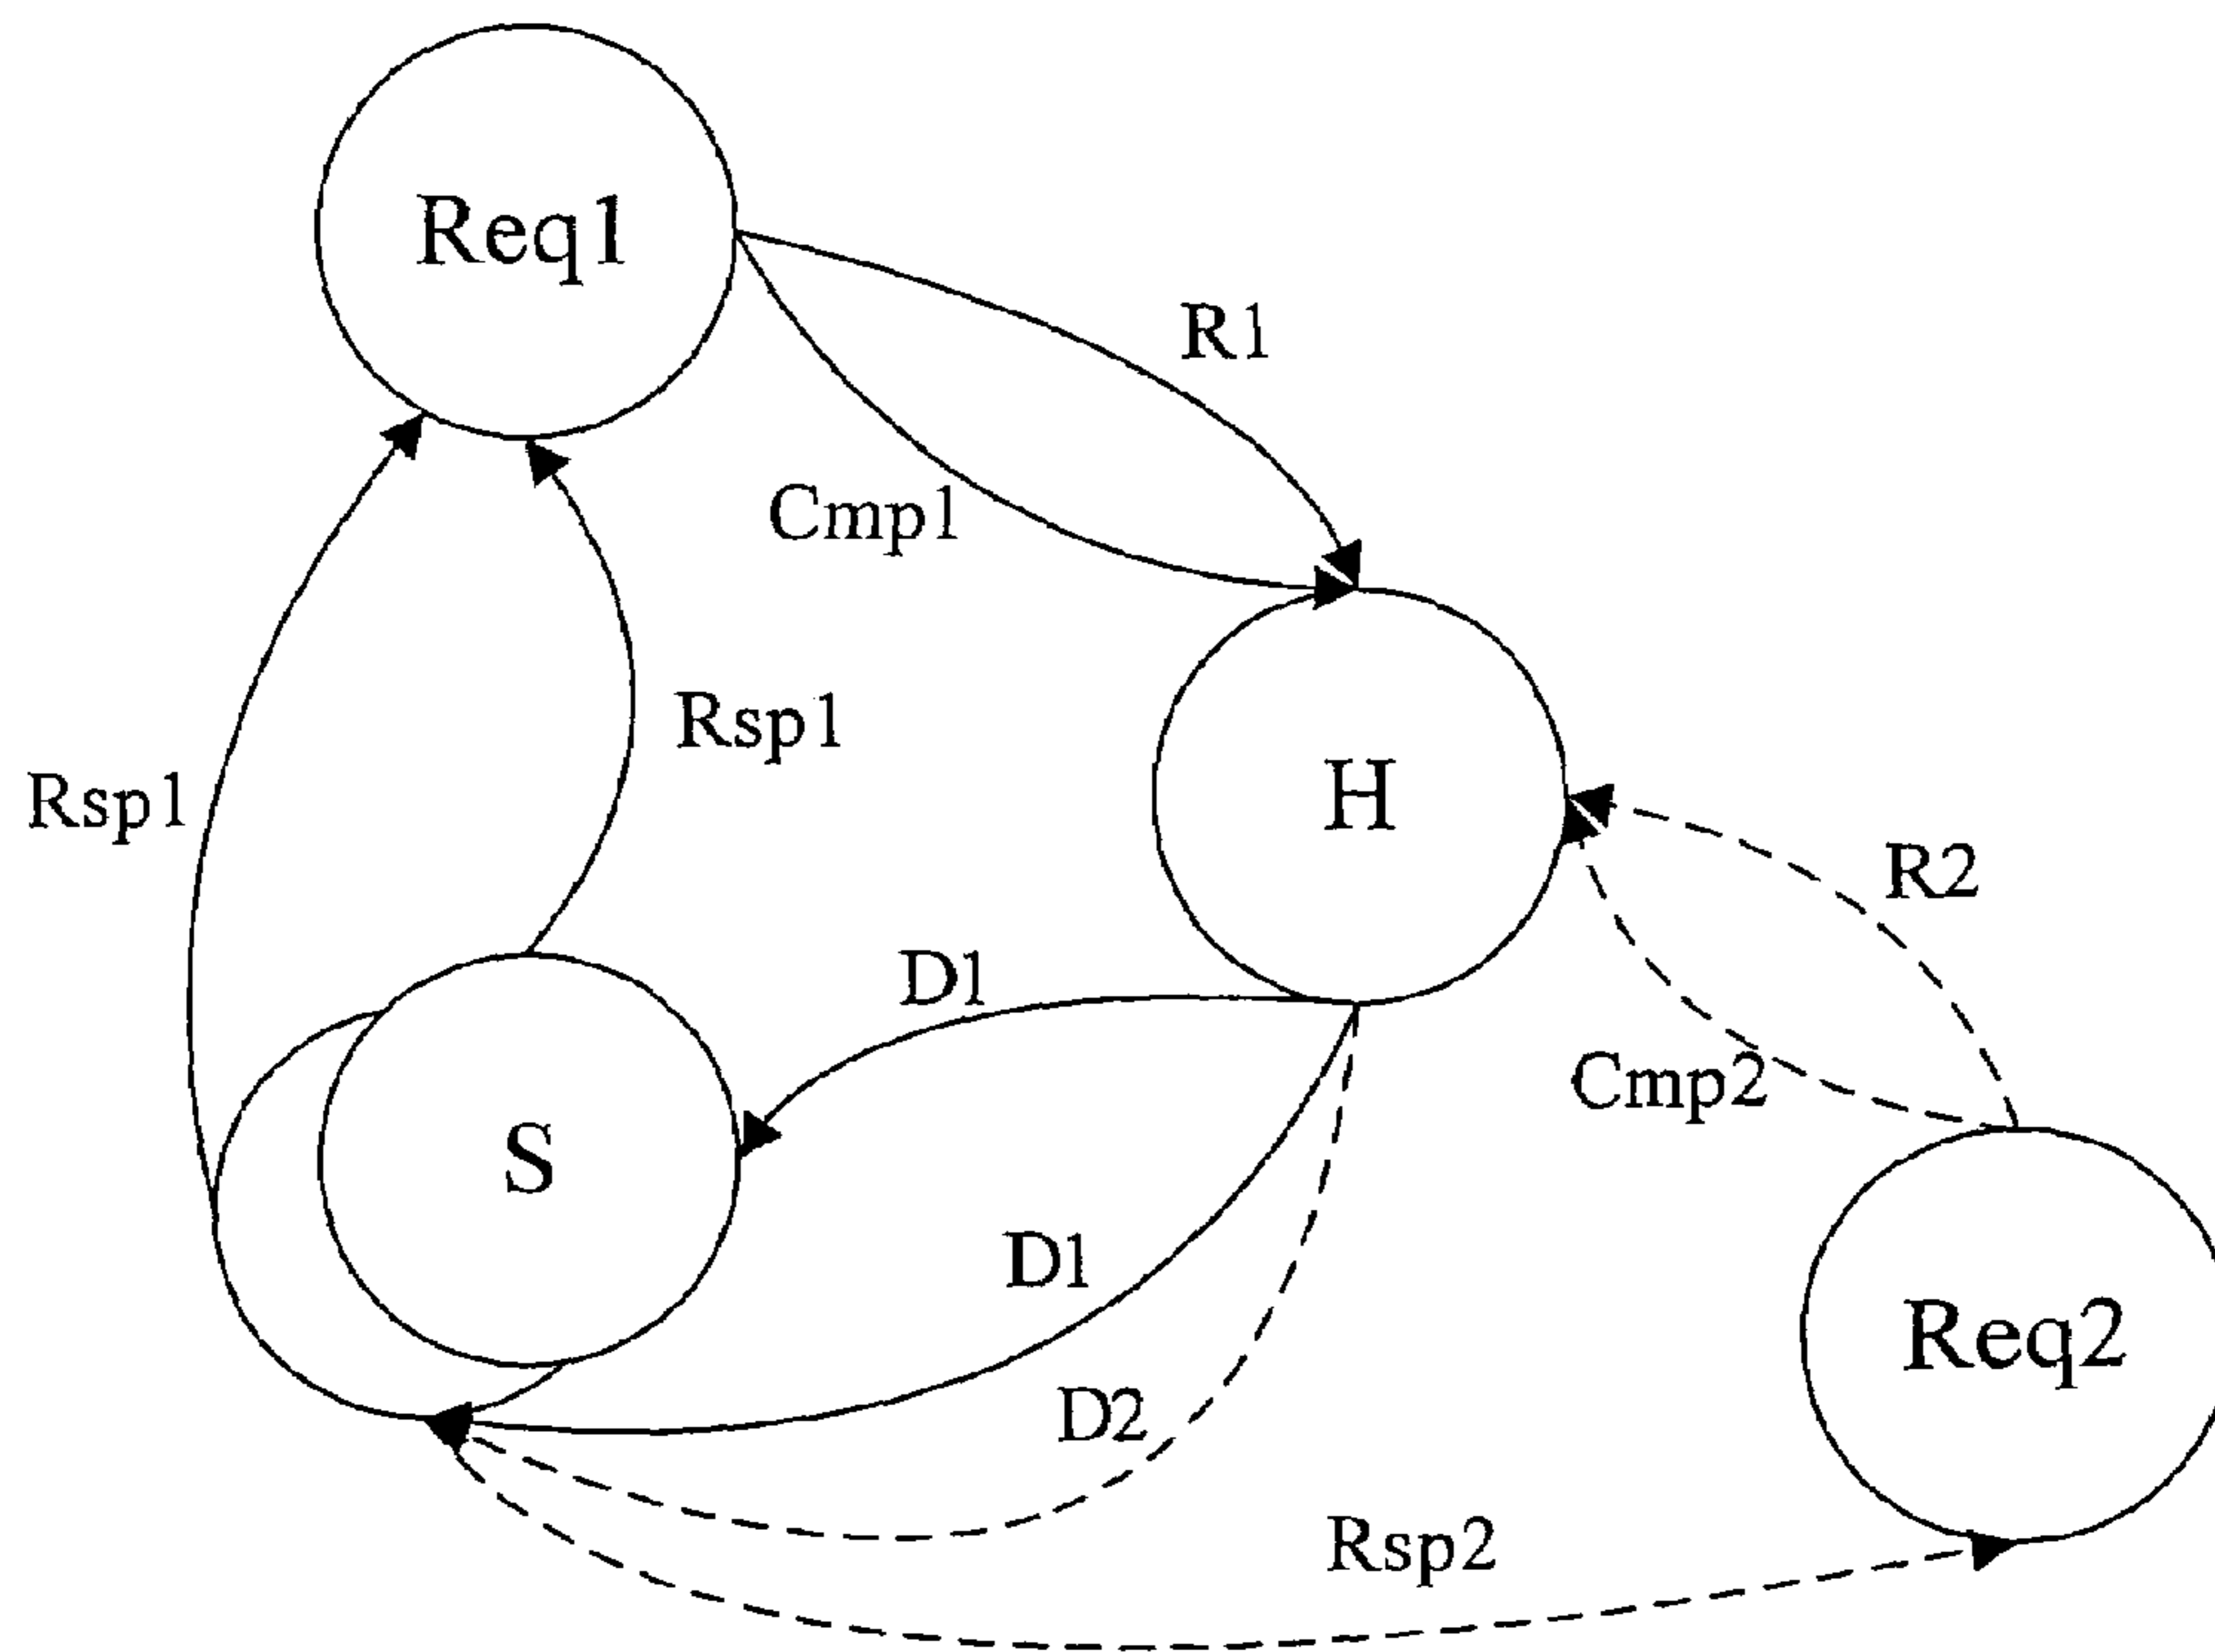 Req1
R1
Cmp1
Rsp1
Rsp1
H
R2
D1
Cmp2
S
D1
Req2
D2
Rsp2